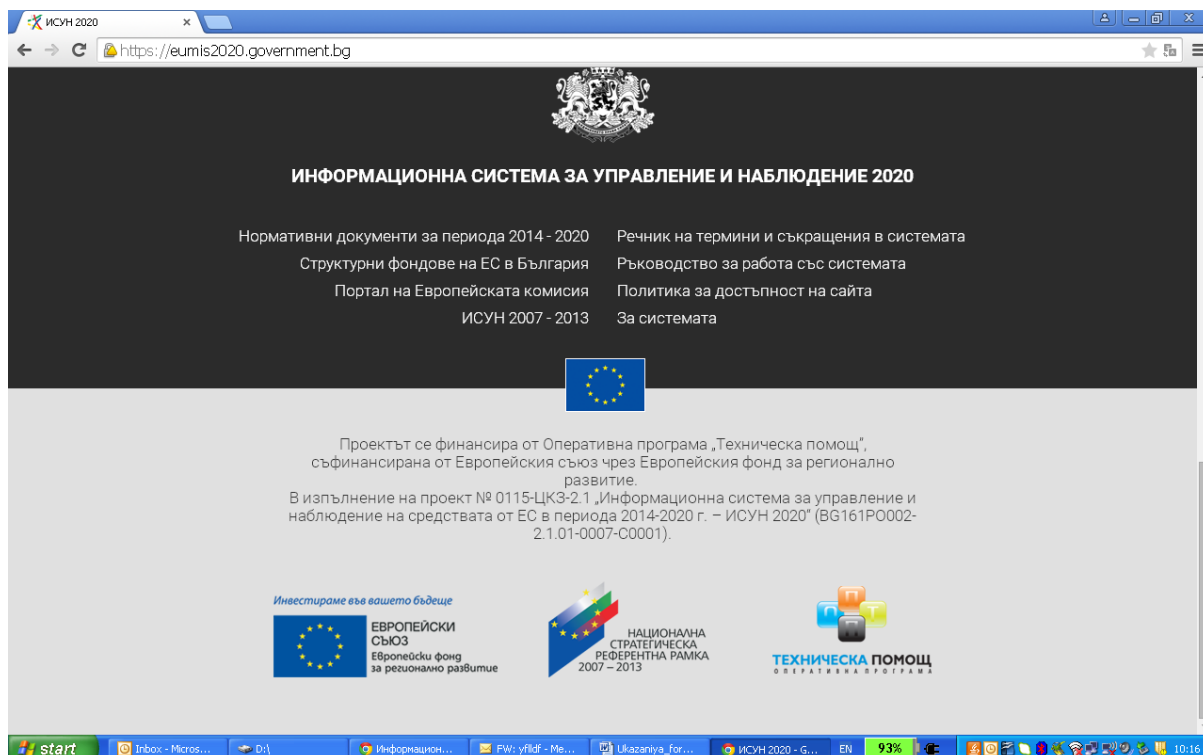 ИСУН 2020
https://eumis2020.government.bg
ИНФОРМАЦИОННА СИСТЕМА ЗА УПРАВЛЕНИЕ И НАБЛЮДЕНИЕ 2020
Нормативни документи за периода 2014 - 2020
Структурни фондове на ЕС в България
Портал на Европейската комисия
ИСУН 2007 - 2013
Речник на термини и съкращения в системата
Ръководство за работа със системата
Политика за достъпност на сайта
За системата
Проектът се финансира от Оперативна програма „Техническа помощ“,
съфинансирана от Европейския съюз чрез Европейския фонд за регионално
развитие.
В изпълнение на проект № 0115-ЦКЗ-2.1 „Информационна система за управление и
наблюдение на средствата от ЕС в периода 2014-2020 г. – ИСУН 2020“ (BG161PO002-
2.1.01-0007-C0001).
Инвестираме във вашето бъдеще
ЕВРОПЕЙСКИ
СЪЮЗ
Европейски фонд
за регионално развитие
НАЦИОНАЛНА
СТРАТЕГИЧЕСКА
РЕФЕРЕНТНА РАМКА
2007 – 2013
П
П Т
П
ТЕХНИЧЕСКА ПОМОЩ
ОПЕРАТИВНА ПРОГРАМА
start
Inbox - Micros...
D:\
Информацион...
FW: yfildf - Me...
Ukazaniya_for...
ИСУН 2020 - G...
EN
93%
10:16